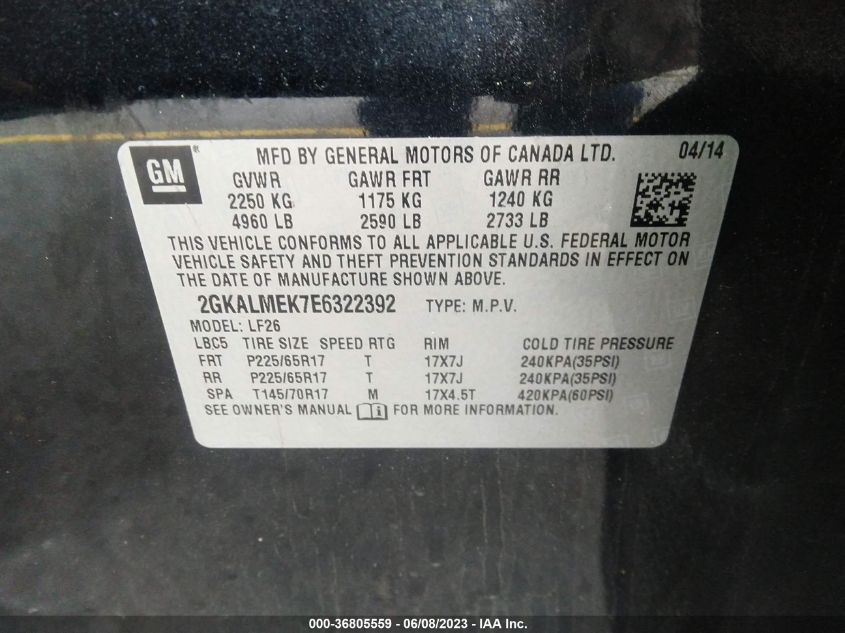 GM ® MFD BY GENERAL MOTORS OF CANADA LTD. 04/14
GVWR GAWR FRT GAWR RR
2250 KG 1175 KG 1240 KG
4960 LB 2590 LB 2733 LB
THIS VEHICLE CONFORMS TO ALL APPLICABLE U.S. FEDERAL MOTOR
VEHICLE SAFETY AND THEFT PREVENTION STANDARDS IN EFFECT ON
THE DATE OF MANUFACTURE SHOWN ABOVE.
2GKALMEK7E6322392 TYPE: M.P.V.
MODEL: LF26
LBC5 TIRE SIZE SPEED RTG RIM COLD TIRE PRESSURE
FRT P225/65R17 T 17X7J 240KPA(35PSI)
RR P225/65R17 T 17X7J 240KPA(35PSI)
SPA T145/70R17 M 17X4.5T 420KPA(60PSI)
SEE OWNER'S MANUAL i FOR MORE INFORMATION.
000-36805559 - 06/08/2023 - IAA Inc.